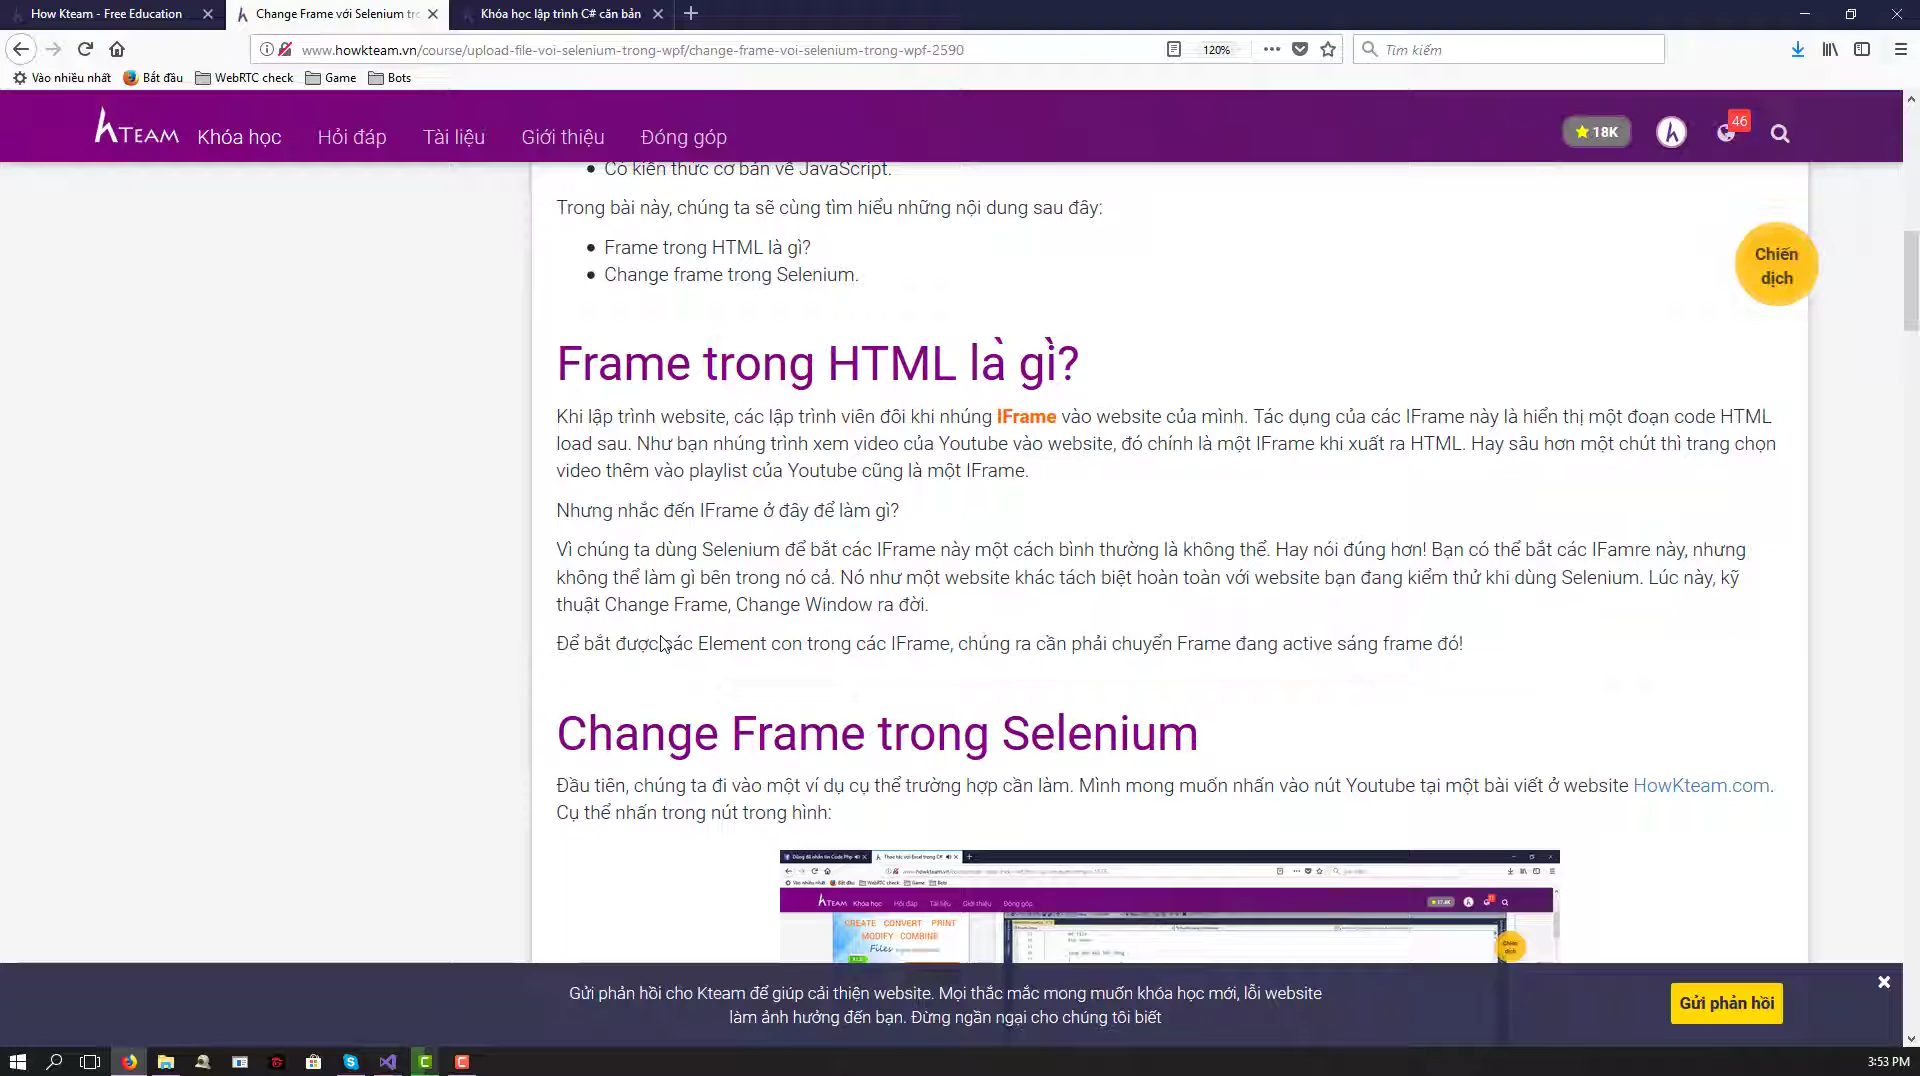 How Kteam - Free Education
Change Frame với Selenium trc
Khóa học lập trình C# căn bản
www.howkteam.vn/course/upload-file-voi-selenium-trong-wpf/change-frame-voi-selenium-trong-wpf-2590
120%
Tìm kiếm
Vào nhiều nhất
Bắt đầu
WebRTC check
Game
Bots
hTEAM
Khóa học
Hỏi đáp
Tài liệu
Giới thiệu
Đóng góp
18K
46
Có kiến thức cơ bản về JavaScript.
Trong bài này, chúng ta sẽ cùng tìm hiểu những nội dung sau đây:
Frame trong HTML là gì?
Change frame trong Selenium.
Chiến
dịch
Frame trong HTML là gì?
Khi lập trình website, các lập trình viên đôi khi nhúng IFrame vào website của mình. Tác dụng của các IFrame này là hiển thị một đoạn code HTML
load sau. Như bạn nhúng trình xem video của Youtube vào website, đó chính là một IFrame khi xuất ra HTML. Hay sâu hơn một chút thì trang chọn
video thêm vào playlist của Youtube cũng là một IFrame.
Nhưng nhắc đến IFrame ở đây để làm gì?
Vì chúng ta dùng Selenium để bắt các IFrame này một cách bình thường là không thể. Hay nói đúng hơn! Bạn có thể bắt các IFamre này, nhưng
không thể làm gì bên trong nó cả. Nó như một website khác tách biệt hoàn toàn với website bạn đang kiểm thử khi dùng Selenium. Lúc này, kỹ
thuật Change Frame, Change Window ra đời.
Để bắt được các Element con trong các IFrame, chúng ra cần phải chuyển Frame đang active sáng frame đó!
Change Frame trong Selenium
Đầu tiên, chúng ta đi vào một ví dụ cụ thể trường hợp cần làm. Mình mong muốn nhấn vào nút Youtube tại một bài viết ở website HowKteam.com.
Cụ thể nhấn trong nút trong hình:
hTEAM
Khóa học
Hỏi đáp
Tài liệu
Giới thiệu
Đóng góp
CREATE CONVERT PRINT
MODIFY COMBINE
Files
Chiến
dịch
Gửi phản hồi cho Kteam để giúp cải thiện website. Mọi thắc mắc mong muốn khóa học mới, lỗi website
làm ảnh hưởng đến bạn. Đừng ngần ngại cho chúng tôi biết
Gửi phản hồi
3:53 PM